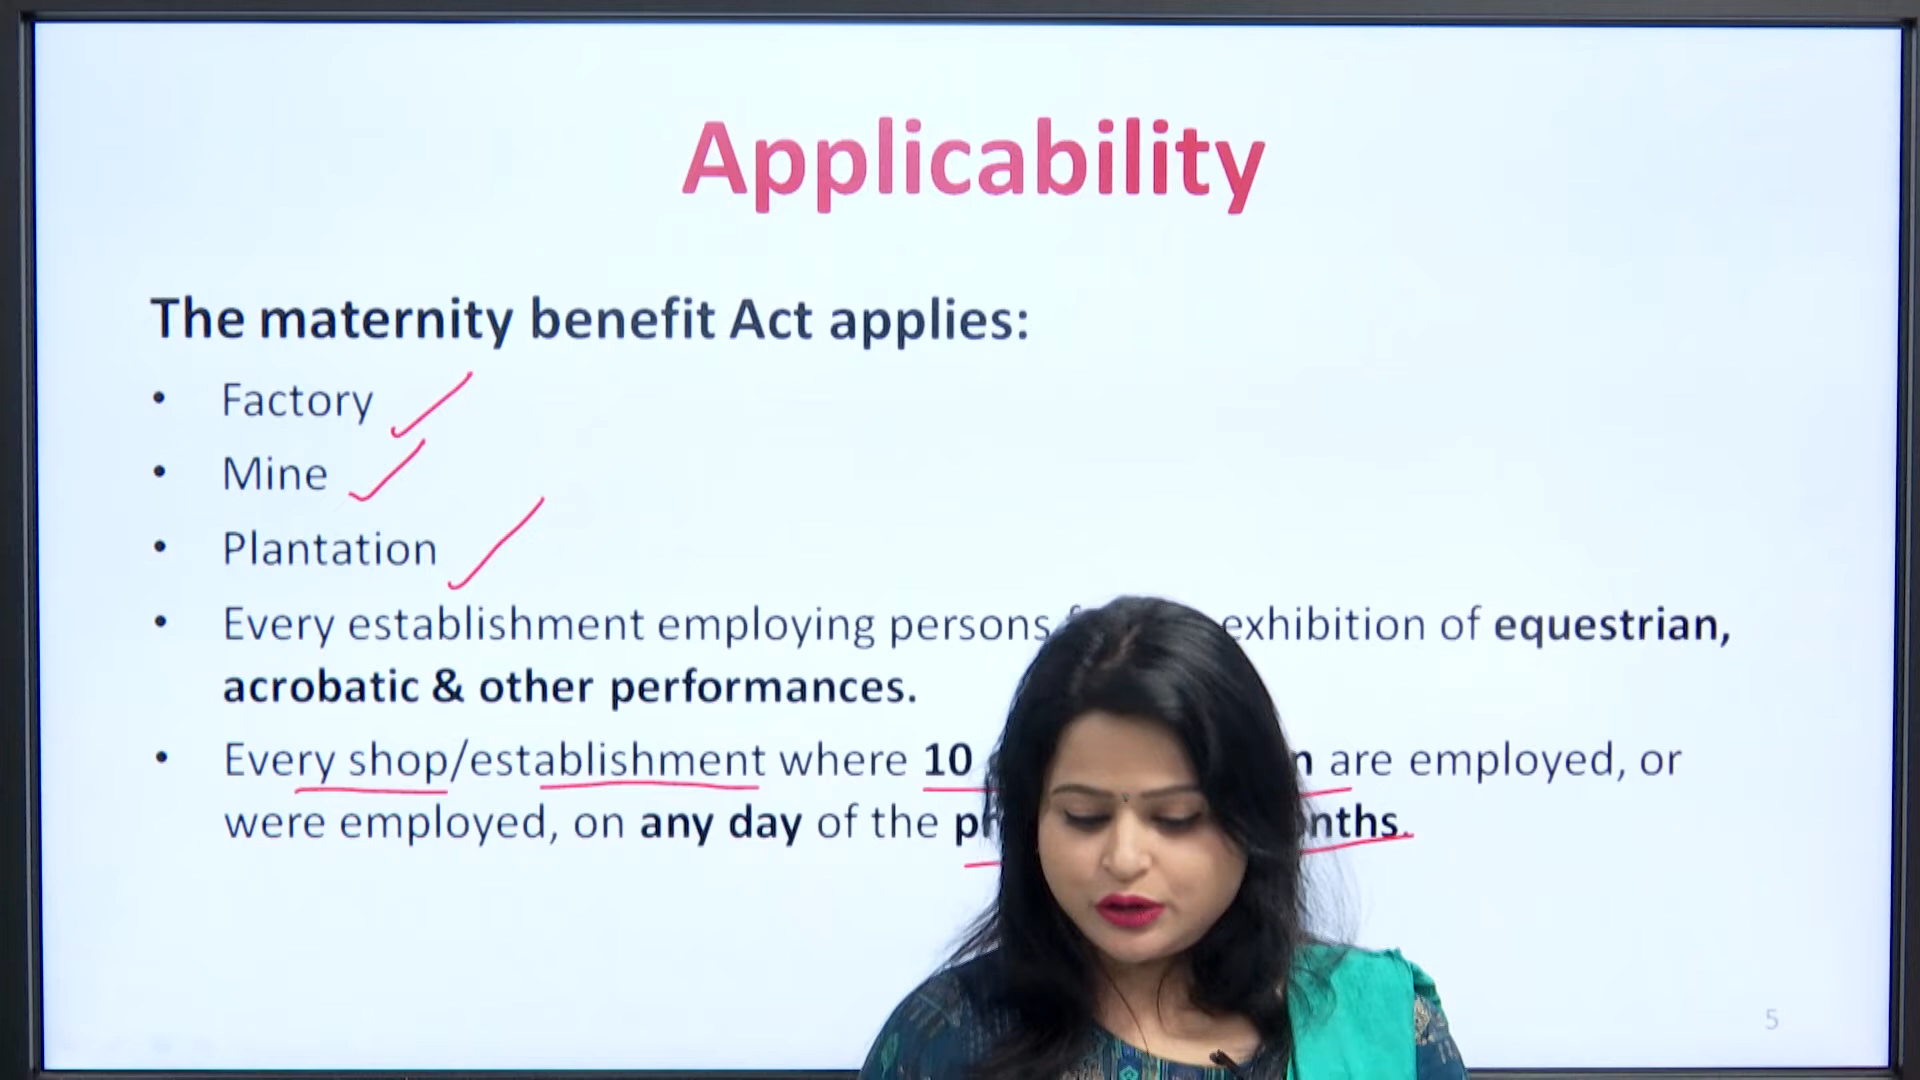 Applicability
The maternity benefit Act applies:
• Factory
• Mine
• Plantation
• Every establishment employing persons exhibition of equestrian,
acrobatic & other performances.
• Every shop/establishment where 10 are employed, or
were employed, on any day of the
5